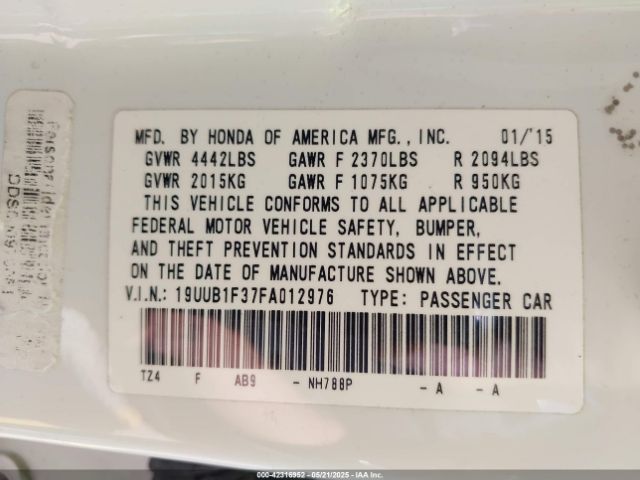 MFD. BY HONDA OF AMERICA MFG., INC. 01/'15
GVWR 4442LBS GAWR F 2370LBS R 2094LBS
GVWR 2015KG GAWR F 1075KG R 950KG
THIS VEHICLE CONFORMS TO ALL APPLICABLE
FEDERAL MOTOR VEHICLE SAFETY, BUMPER,
AND THEFT PREVENTION STANDARDS IN EFFECT
ON THE DATE OF MANUFACTURE SHOWN ABOVE.
V.I.N.: 19UUB1F37FA012976 TYPE: PASSENGER CAR
TZ4 F AB9 - NH788P - A - A
000-42316952 - 05/21/2025 - IAA Inc.